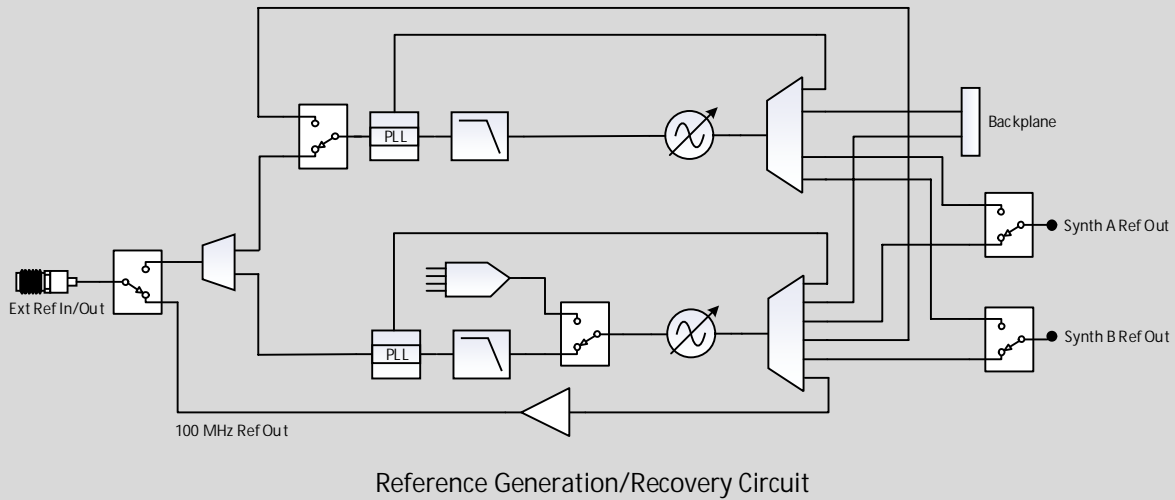 PLL
Backplane
Synth A Ref Out
Ext Ref In/Out
PLL
Synth B Ref Out
100 MHz Ref Out
Reference Generation/Recovery Circuit